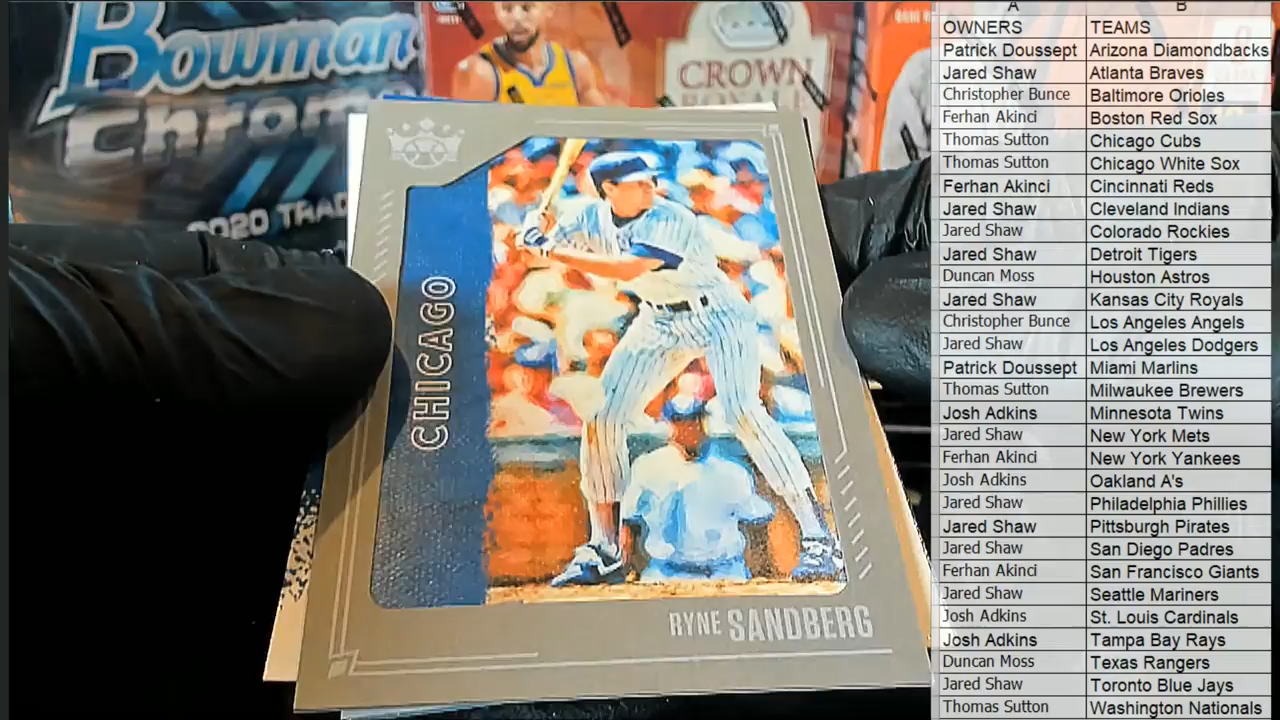 Bowman
Chrome
2020 TRAD
CROWN
CHICAGO
RYNE SANDBERG
A B
OWNERS TEAMS
Patrick Doussept Arizona Diamondbacks
Jared Shaw Atlanta Braves
Christopher Bunce Baltimore Orioles
Ferhan Akinci Boston Red Sox
Thomas Sutton Chicago Cubs
Thomas Sutton Chicago White Sox
Ferhan Akinci Cincinnati Reds
Jared Shaw Cleveland Indians
Jared Shaw Colorado Rockies
Jared Shaw Detroit Tigers
Duncan Moss Houston Astros
Jared Shaw Kansas City Royals
Christopher Bunce Los Angeles Angels
Jared Shaw Los Angeles Dodgers
Patrick Doussept Miami Marlins
Thomas Sutton Milwaukee Brewers
Josh Adkins Minnesota Twins
Jared Shaw New York Mets
Ferhan Akinci New York Yankees
Josh Adkins Oakland A's
Jared Shaw Philadelphia Phillies
Jared Shaw Pittsburgh Pirates
Jared Shaw San Diego Padres
Ferhan Akinci San Francisco Giants
Jared Shaw Seattle Mariners
Josh Adkins St. Louis Cardinals
Josh Adkins Tampa Bay Rays
Duncan Moss Texas Rangers
Jared Shaw Toronto Blue Jays
Thomas Sutton Washington Nationals